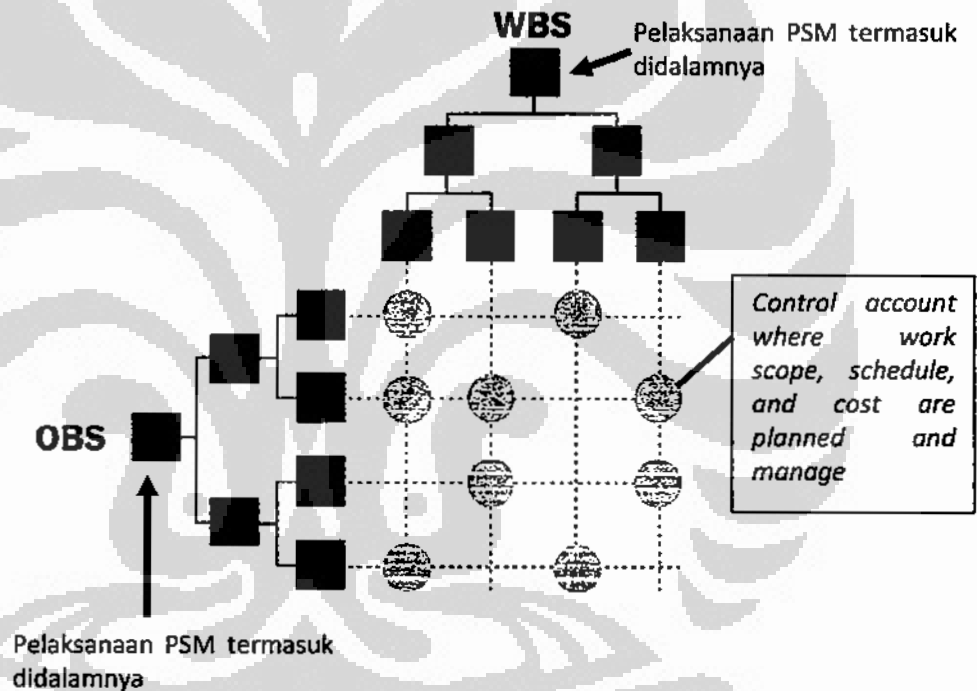 WBS
Pelaksanaan PSM termasuk
didalamnya
Control account
where work
scope, schedule,
and cost are
planned and
manage
OBS
Pelaksanaan PSM termasuk
didalamnya